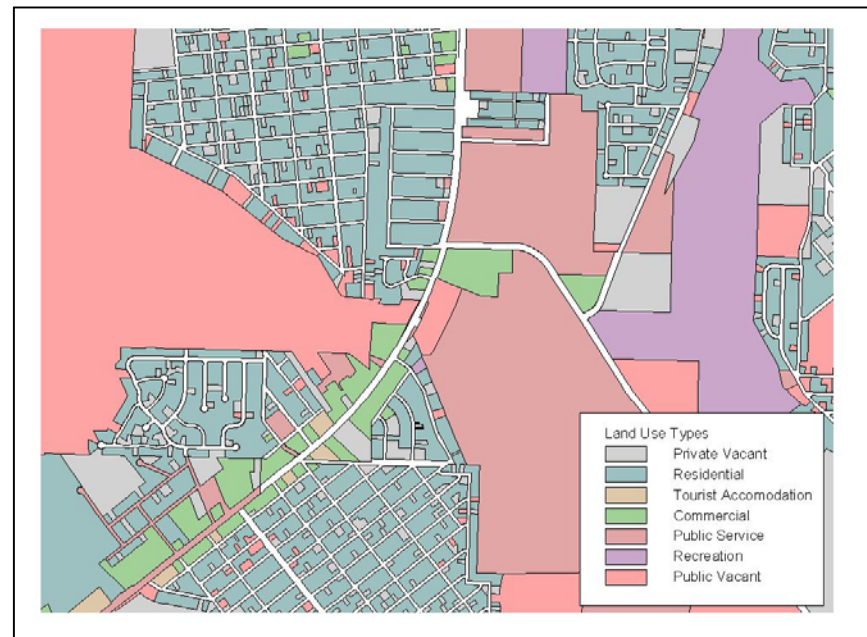 Land Use Types
Private Vacant
Residential
Tourist Accomodation
Commercial
Public Service
Recreation
Public Vacant